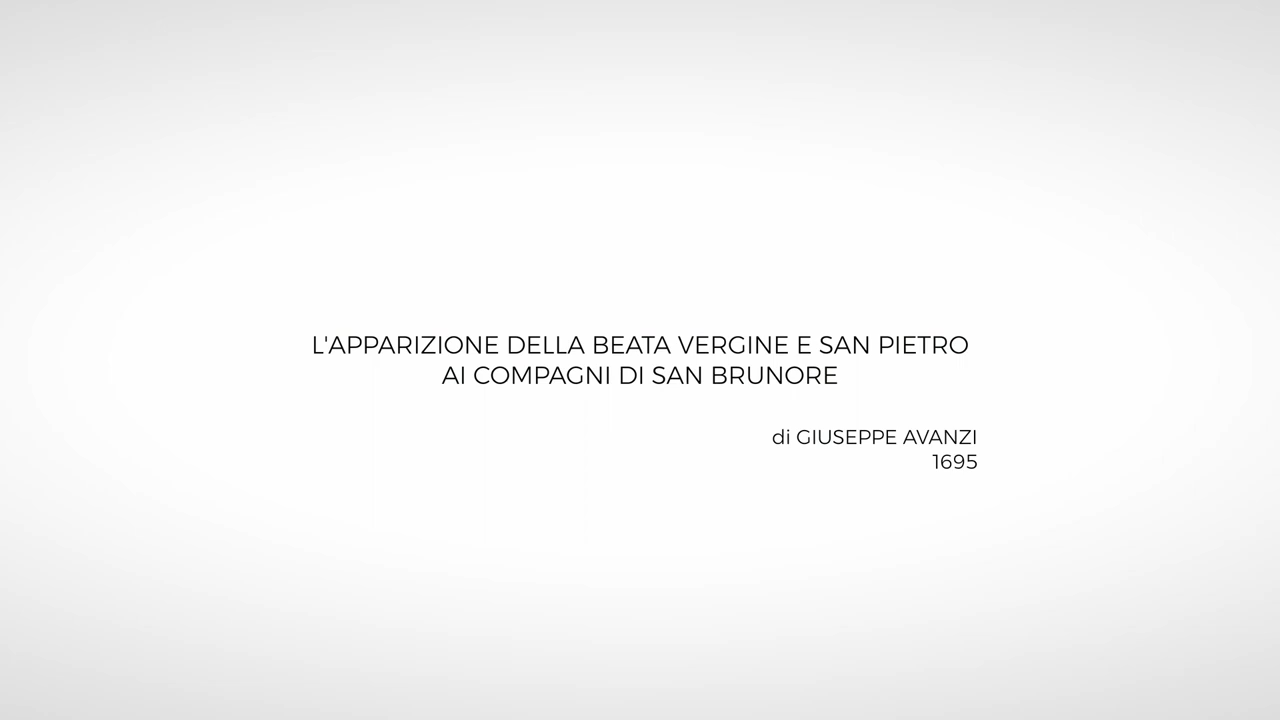 L'APPARIZIONE DELLA BEATA VERGINE E SAN PIETRO
AI COMPAGNI DI SAN BRUNORE
di GIUSEPPE AVANZI
1695